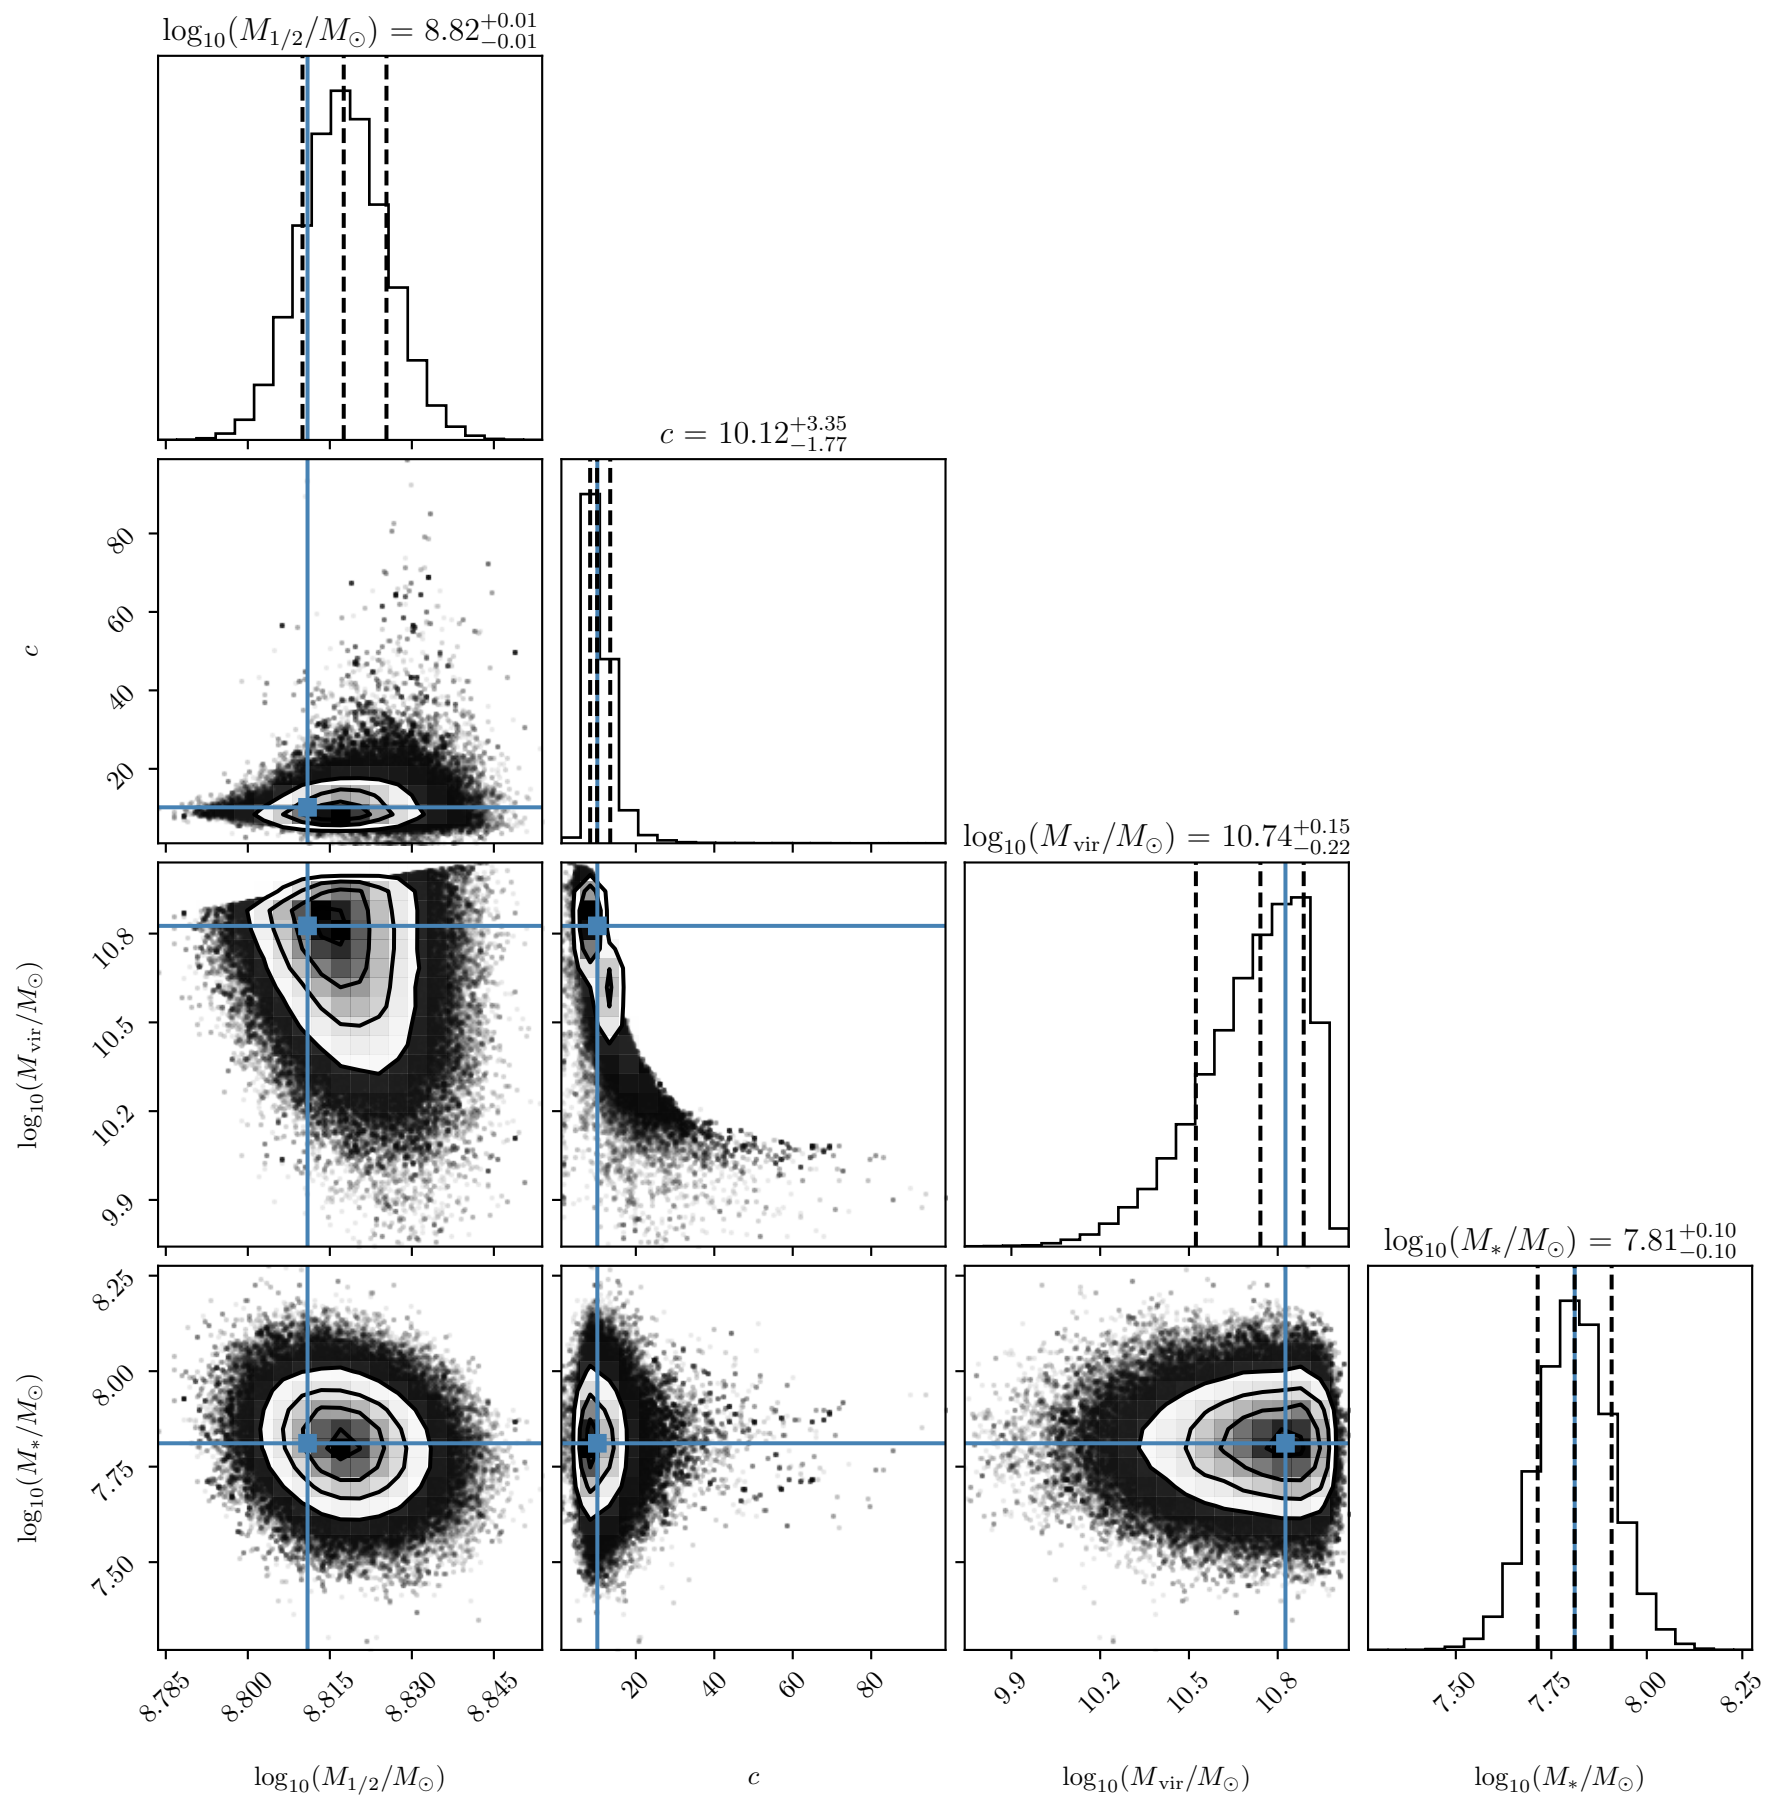 log₁₀(M₁/₂/M⊙) = 8.82⁺⁰·⁰¹₋₀.₀₁
c = 10.12⁺³·³⁵₋₁.₇₇
80
60
40
20
c
log₁₀(Mvir/M⊙) = 10.74⁺⁰·¹⁵₋₀.₂₂
10.8
10.5
10.2
9.9
log₁₀(Mvir/M⊙)
log₁₀(M*/M⊙) = 7.81⁺⁰·¹⁰₋₀.₁₀
8.25
8.00
7.75
7.50
log₁₀(M*/M⊙)
8.785 8.800 8.815 8.830 8.845 20 40 60 80 9.9 10.2 10.5 10.8 7.50 7.75 8.00 8.25
log₁₀(M₁/₂/M⊙) c log₁₀(Mvir/M⊙) log₁₀(M*/M⊙)